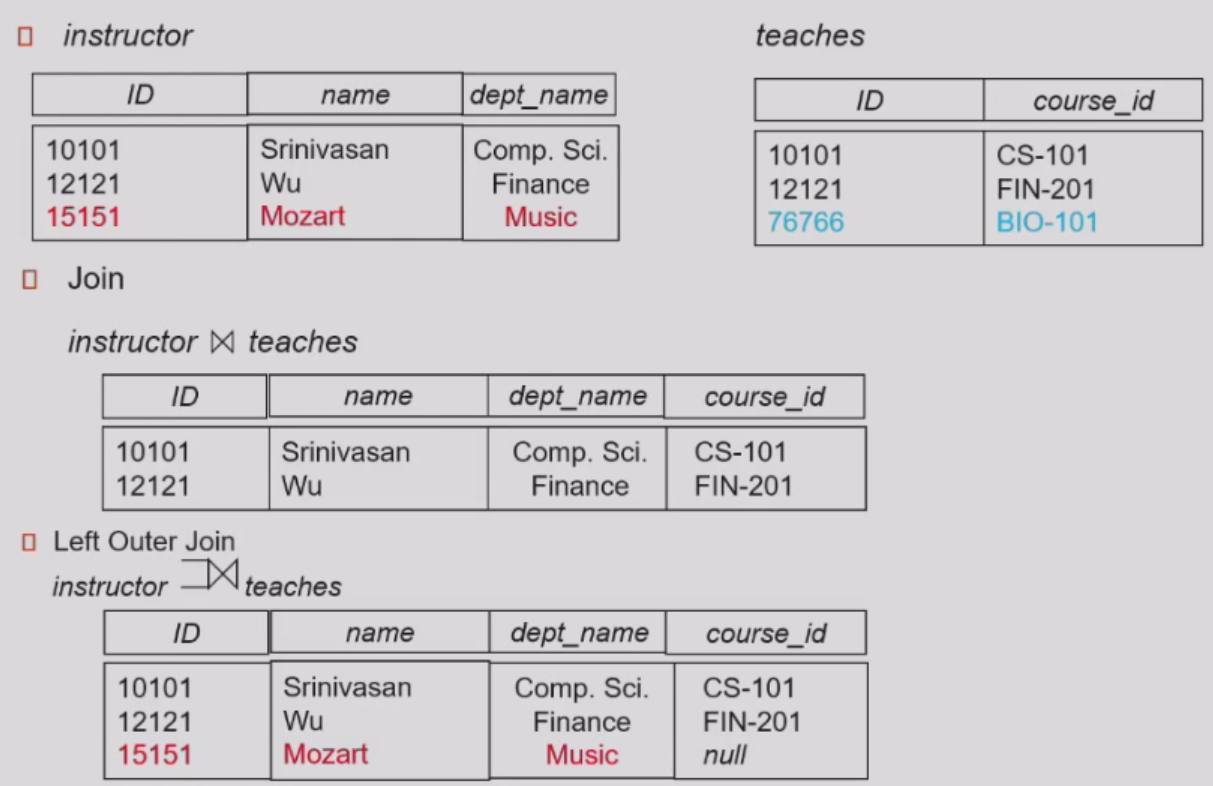 instructor
ID name dept_name
10101 Srinivasan Comp. Sci.
12121 Wu Finance
15151 Mozart Music
teaches
ID course_id
10101 CS-101
12121 FIN-201
76766 BIO-101
Join
instructor ⋈ teaches
ID name dept_name course_id
10101 Srinivasan Comp. Sci. CS-101
12121 Wu Finance FIN-201
Left Outer Join
instructor ⟕ teaches
ID name dept_name course_id
10101 Srinivasan Comp. Sci. CS-101
12121 Wu Finance FIN-201
15151 Mozart Music null